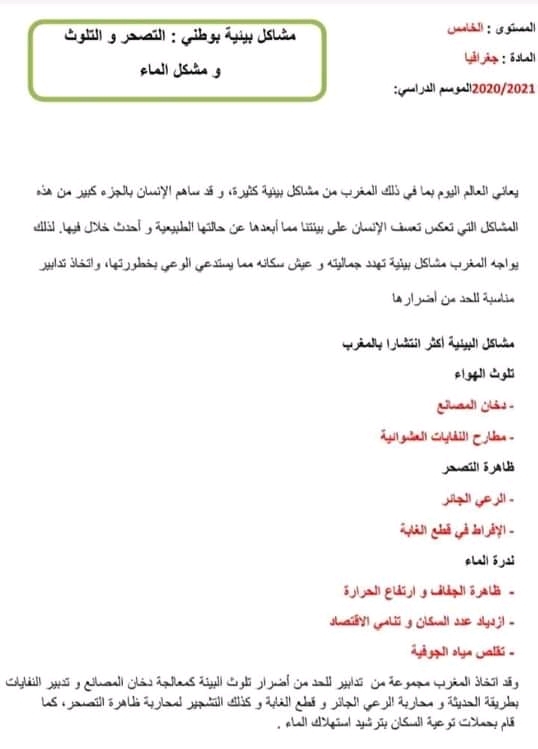 المستوى : الخامس
المادة : جغرافيا
الموسم الدراسي: 2020/2021
مشاكل بيئية بوطني : التصحر و التلوث
و مشكل الماء
يعاني العالم اليوم بما في ذلك المغرب من مشاكل بيئية كثيرة، و قد ساهم الإنسان بالجزء كبير من هذه
المشاكل التي تعكس تعسف الإنسان على بيئتنا مما أبعدها عن حالتها الطبيعية و أحدث خلال فيها. لذلك
يواجه المغرب مشاكل بيئية تهدد جماليته و عيش سكانه مما يستدعي الوعي بخطورتها، واتخاذ تدابير
مناسبة للحد من أضرارها
مشاكل البيئية أكثر انتشارا بالمغرب
تلوث الهواء
- دخان المصانع
- مطارح النفايات العشوائية
ظاهرة التصحر
- الرعي الجائر
- الإفراط في قطع الغابة
ندرة الماء
- ظاهرة الجفاف و ارتفاع الحرارة
- ازدياد عدد السكان و تنامي الاقتصاد
- تقلص مياه الجوفية
وقد اتخاذ المغرب مجموعة من تدابير للحد من أضرار تلوث البيئة كمعالجة دخان المصانع و تدبير النفايات
بطريقة الحديثة و محاربة الرعي الجائر و قطع الغابة و كذلك التشجير لمحاربة ظاهرة التصحر، كما
قام بحملات توعية السكان بترشيد استهلاك الماء .